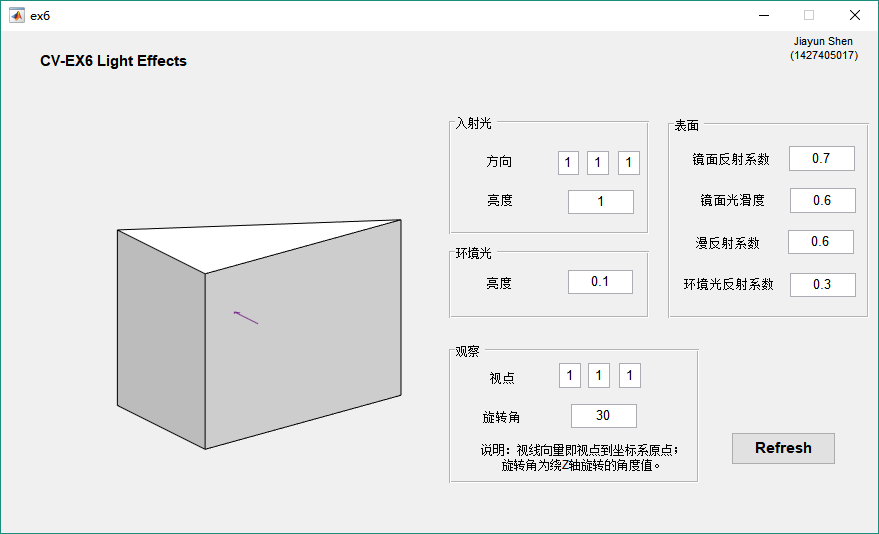 ex6
Jiayun Shen
(1427405017)
CV-EX6 Light Effects
入射光
方向 1 1 1
亮度 1
环境光
亮度 0.1
表面
镜面反射系数 0.7
镜面光滑度 0.6
漫反射系数 0.6
环境光反射系数 0.3
观察
视点 1 1 1
旋转角 30
说明：视线向量即视点到坐标系原点；
旋转角为绕Z轴旋转的角度值。
Refresh